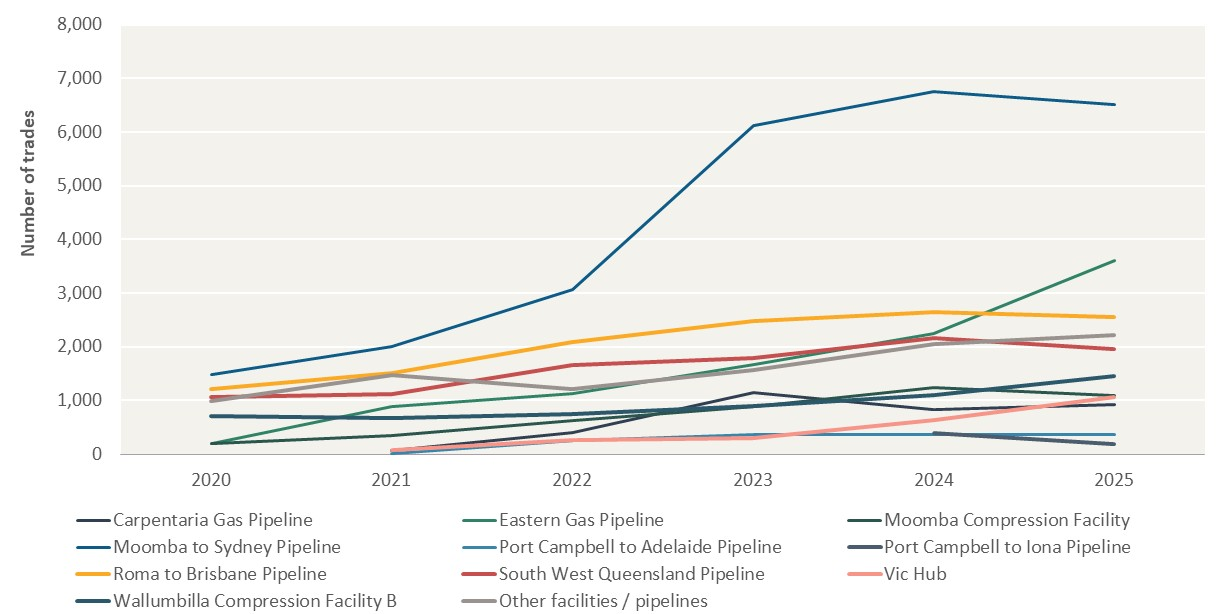 8,000
7,000
6,000
5,000
4,000
3,000
2,000
1,000
0
Number of trades
2020 2021 2022 2023 2024 2025
Carpentaria Gas Pipeline Eastern Gas Pipeline Moomba Compression Facility
Moomba to Sydney Pipeline Port Campbell to Adelaide Pipeline Port Campbell to Iona Pipeline
Roma to Brisbane Pipeline South West Queensland Pipeline Vic Hub
Wallumbilla Compression Facility B Other facilities / pipelines